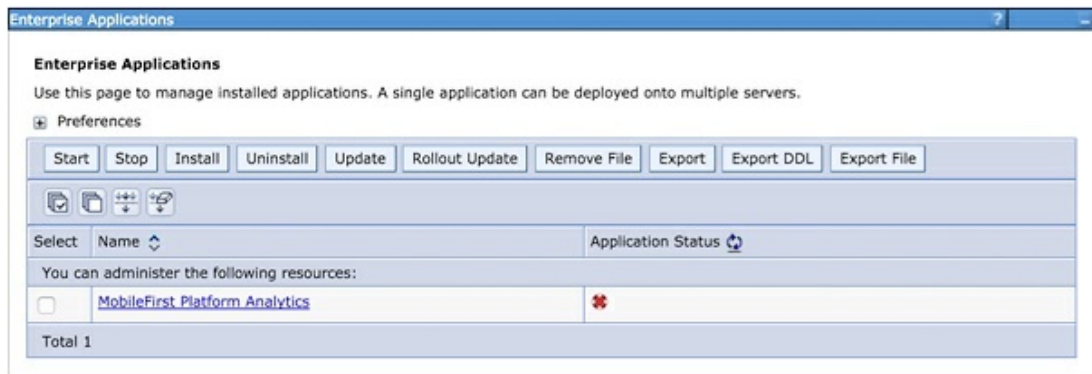 Enterprise Applications ?
Enterprise Applications
Use this page to manage installed applications. A single application can be deployed onto multiple servers.
Preferences
Start Stop Install Uninstall Update Rollout Update Remove File Export Export DDL Export File
Select Name Application Status
You can administer the following resources:
MobileFirst Platform Analytics
Total 1